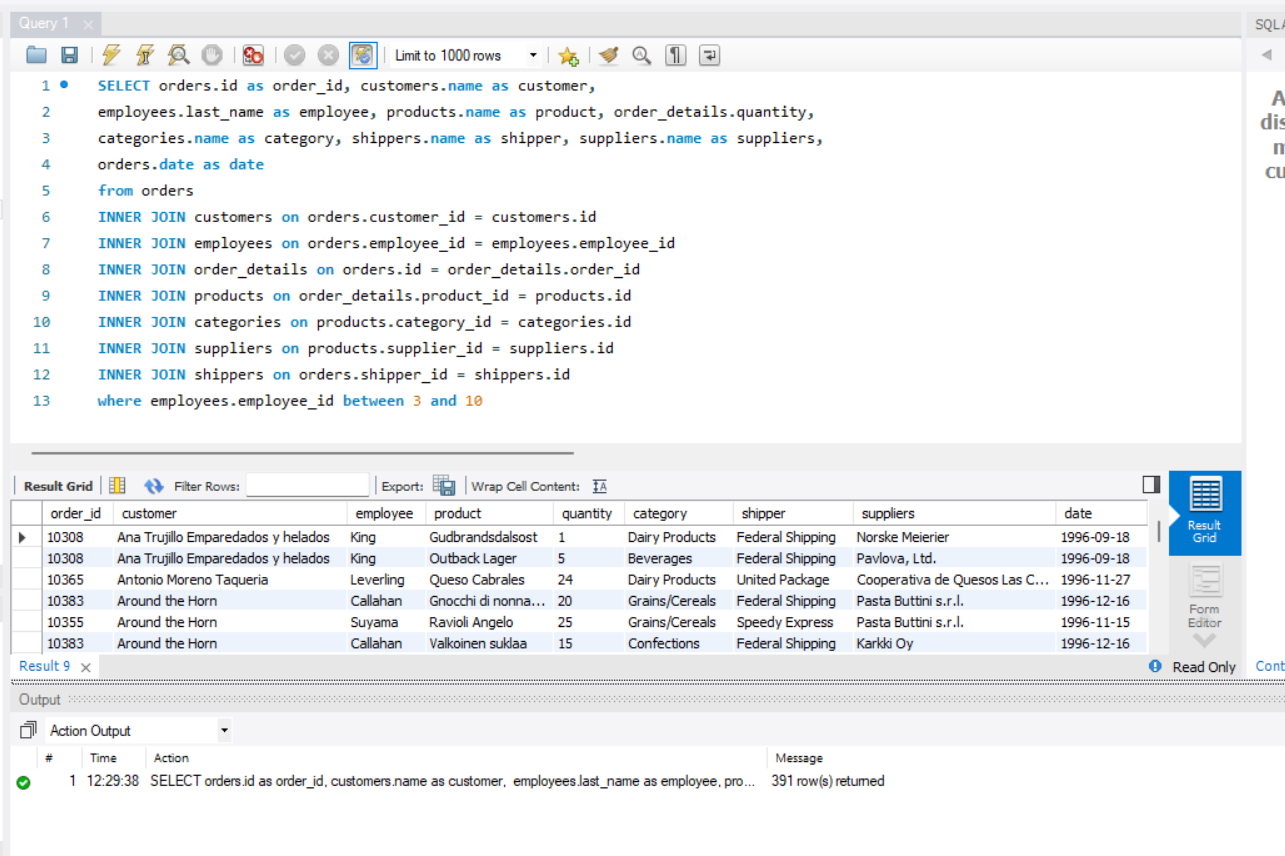 Query 1
SQLA
Limit to 1000 rows
1 SELECT orders.id as order_id, customers.name as customer,
2 employees.last_name as employee, products.name as product, order_details.quantity,
3 categories.name as category, shippers.name as shipper, suppliers.name as suppliers,
4 orders.date as date
5 from orders
6 INNER JOIN customers on orders.customer_id = customers.id
7 INNER JOIN employees on orders.employee_id = employees.employee_id
8 INNER JOIN order_details on orders.id = order_details.order_id
9 INNER JOIN products on order_details.product_id = products.id
10 INNER JOIN categories on products.category_id = categories.id
11 INNER JOIN suppliers on products.supplier_id = suppliers.id
12 INNER JOIN shippers on orders.shipper_id = shippers.id
13 where employees.employee_id between 3 and 10
A
dis
m
cu
Result Grid Filter Rows: Export: Wrap Cell Content:
order_id customer employee product quantity category shipper suppliers date
10308 Ana Trujillo Emparedados y helados King Gudbrandsdalsost 1 Dairy Products Federal Shipping Norske Meierier 1996-09-18
10308 Ana Trujillo Emparedados y helados King Outback Lager 5 Beverages Federal Shipping Pavlova, Ltd. 1996-09-18
10365 Antonio Moreno Taqueria Leverling Queso Cabrales 24 Dairy Products United Package Cooperativa de Quesos Las C... 1996-11-27
10383 Around the Horn Callahan Gnocchi di nonna... 20 Grains/Cereals Federal Shipping Pasta Buttini s.r.l. 1996-12-16
10355 Around the Horn Suyama Ravioli Angelo 25 Grains/Cereals Speedy Express Pasta Buttini s.r.l. 1996-11-15
10383 Around the Horn Callahan Valkoinen suklaa 15 Confections Federal Shipping Karkki Oy 1996-12-16
Result
Grid
Form
Editor
Result 9
Read Only
Cont
Output
Action Output
# Time Action Message
1 12:29:38 SELECT orders.id as order_id, customers.name as customer, employees.last_name as employee, pro... 391 row(s) returned